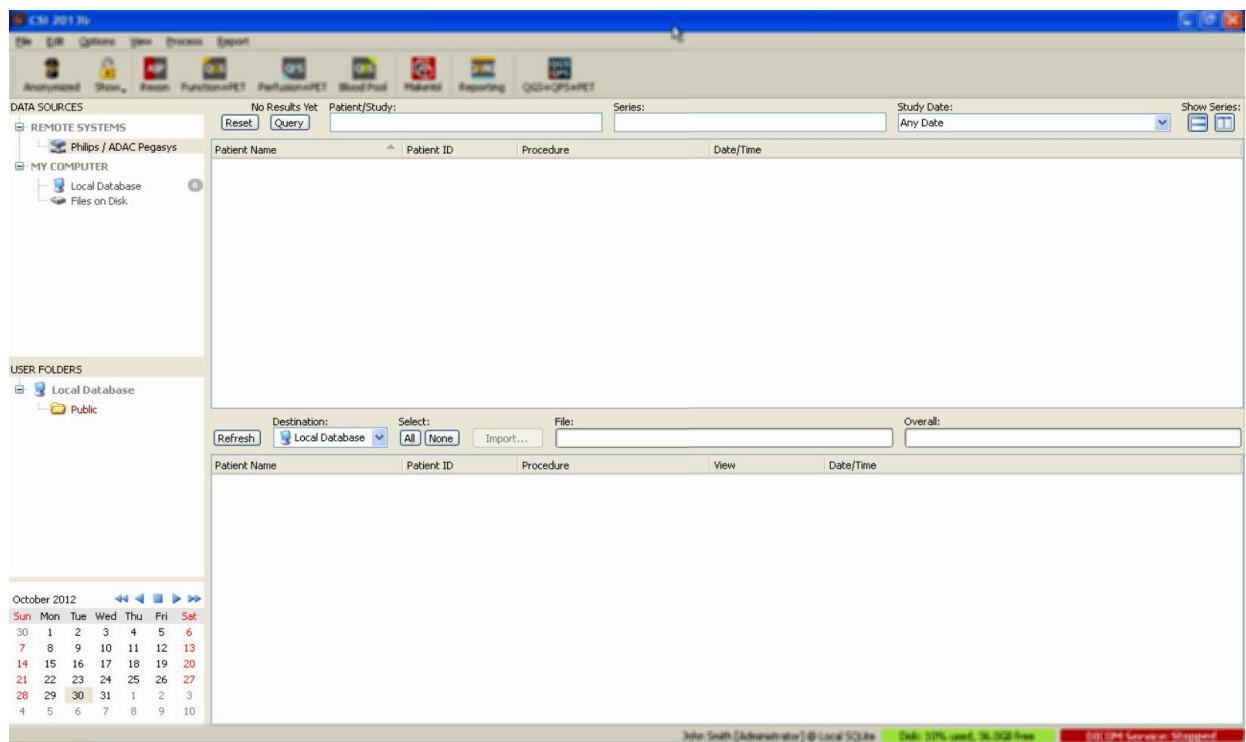 CSI 2013b
File Edit Options View Process Report
Anonymized Show Recon Function=PET Perfusion=PET Blood Pool Reporting QGS=QPS=PET
DATA SOURCES
No Results Yet Patient/Study: Series: Study Date: Show Series:
Reset Query Any Date
REMOTE SYSTEMS
Philips / ADAC Pegasys
MY COMPUTER
Local Database
Files on Disk
Patient Name Patient ID Procedure Date/Time
USER FOLDERS
Local Database
Public
Destination: Select: File: Overall:
Refresh Local Database All None Import...
Patient Name Patient ID Procedure View Date/Time
October 2012
Sun Mon Tue Wed Thu Fri Sat
30 1 2 3 4 5 6
7 8 9 10 11 12 13
14 15 16 17 18 19 20
21 22 23 24 25 26 27
28 29 30 31 1 2 3
4 5 6 7 8 9 10
John Smith [Administrator] @ Local SQLite Disk: 10% used, 36.0GB free DICOM Service: Stopped